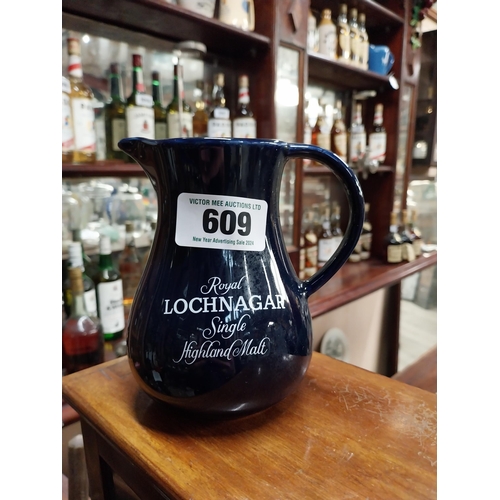 VICTOR MEE AUCTIONS LTD
609
New Year Advertising Sale 2024
Royal
LOCHNAGAR
Single
Highland Malt